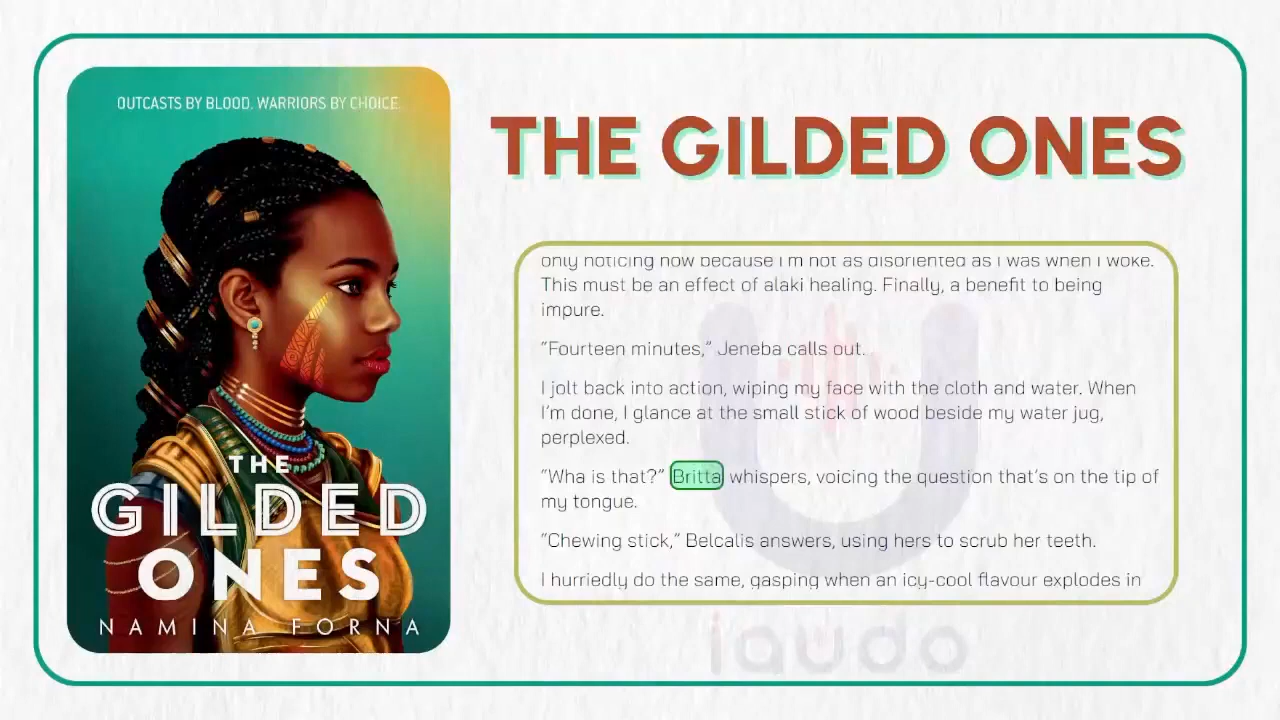 OUTCASTS BY BLOOD. WARRIORS BY CHOICE.
THE
GILDED
ONES
NAMINA FORNA
THE GILDED ONES
only noticing now because I'm not as disoriented as I was when I woke.
This must be an effect of alaki healing. Finally, a benefit to being
impure.
“Fourteen minutes,” Jeneba calls out.
I jolt back into action, wiping my face with the cloth and water. When
I'm done, I glance at the small stick of wood beside my water jug,
perplexed.
“Wha is that?” Britta whispers, voicing the question that's on the tip of
my tongue.
“Chewing stick,” Belcalis answers, using hers to scrub her teeth.
I hurriedly do the same, gasping when an icy-cool flavour explodes in
iaudo